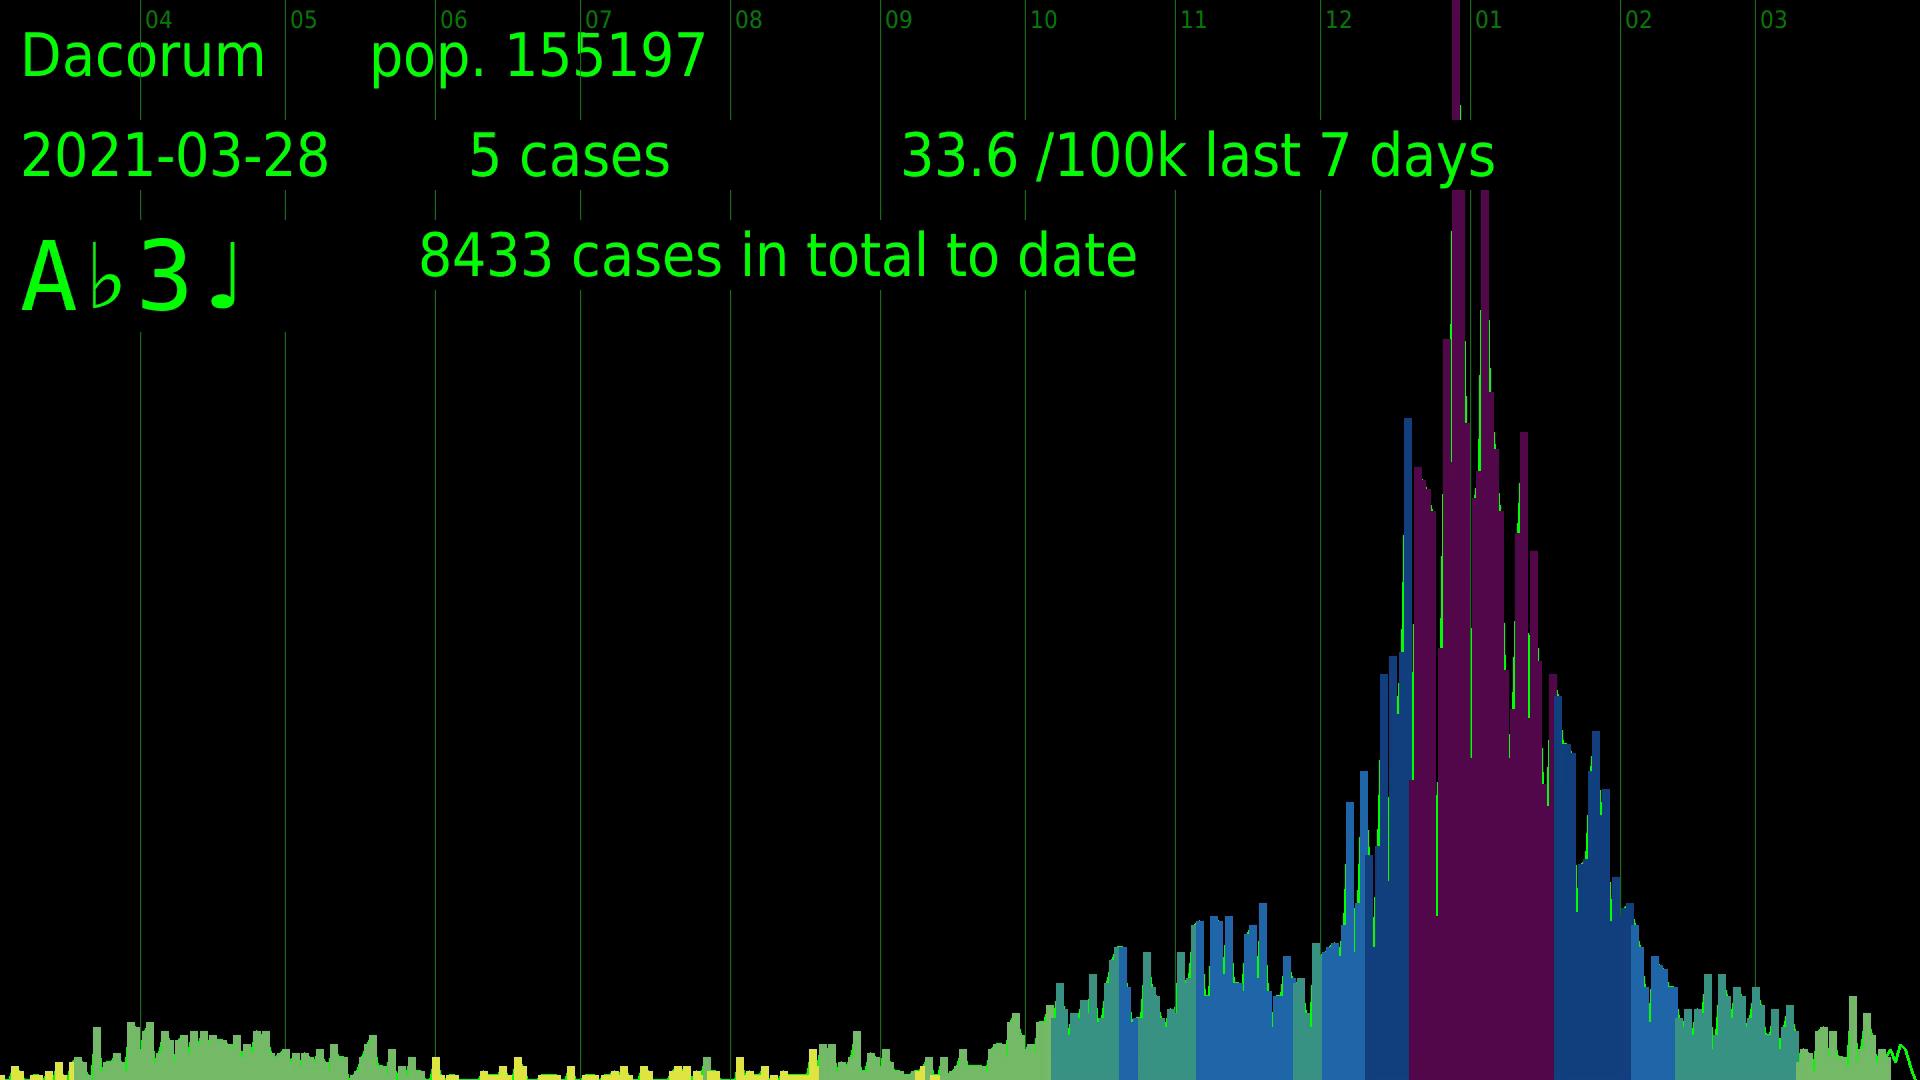 04 05 06 07 08 09 10 11 12 01 02 03
Dacorum pop. 155197
2021-03-28 5 cases 33.6 /100k last 7 days
A♭3♩ 8433 cases in total to date